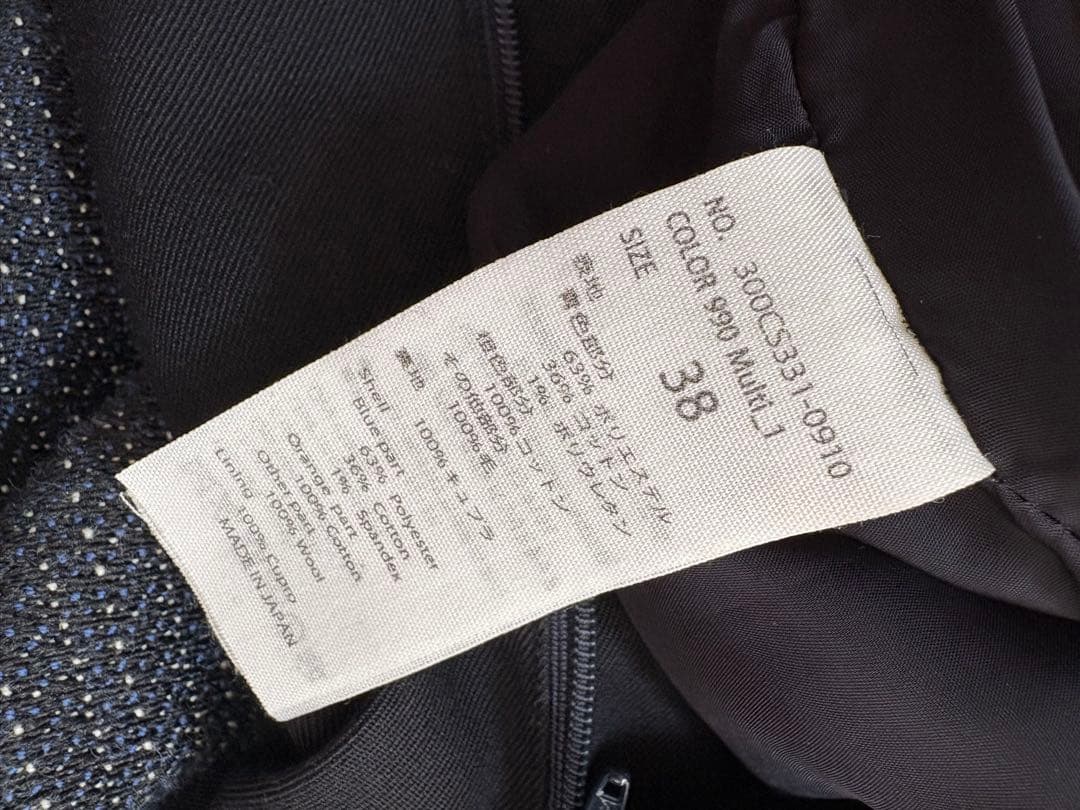 NO. 300CS331-0910
COLOR 990 Multi_1
SIZE 38
表地
青色部分
63% ポリエステル
36% コットン
1% ポリウレタン
橙色部分
100% コットン
その他部分
100% 毛
裏地 100% キュプラ
Shell
Blue part
63% Polyester
36% Cotton
1% Spandex
Orange part
100% Cotton
Other part
100% Wool
Lining 100% Cupro
MADE IN JAPAN